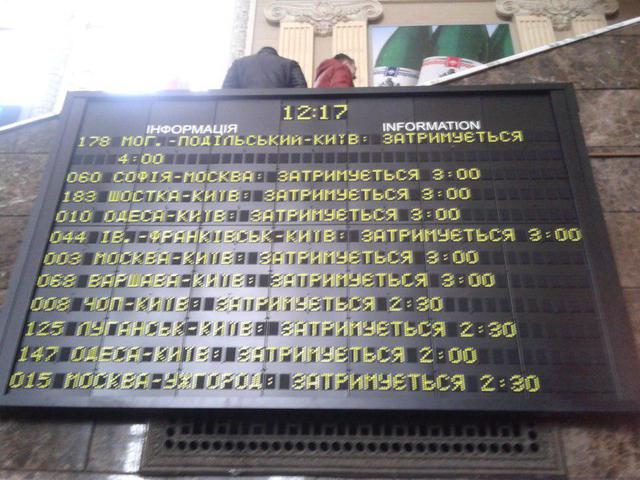 12:17
ІНФОРМАЦІЯ INFORMATION
178 МОГ.-ПОДІЛЬСЬКИЙ-КИЇВ: ЗАТРИМУЄТЬСЯ
4:00
060 СОФІЯ-МОСКВА: ЗАТРИМУЄТЬСЯ 3:00
183 ШОСТКА-КИЇВ: ЗАТРИМУЄТЬСЯ 3:00
010 ОДЕСА-КИЇВ: ЗАТРИМУЄТЬСЯ 3:00
044 ІВ.-ФРАНКІВСЬК-КИЇВ: ЗАТРИМУЄТЬСЯ 3:00
003 МОСКВА-КИЇВ: ЗАТРИМУЄТЬСЯ 3:00
068 ВАРШАВА-КИЇВ: ЗАТРИМУЄТЬСЯ 3:00
008 ЧОП-КИЇВ: ЗАТРИМУЄТЬСЯ 2:30
125 ЛУГАНСЬК-КИЇВ: ЗАТРИМУЄТЬСЯ 2:30
147 ОДЕСА-КИЇВ: ЗАТРИМУЄТЬСЯ 2:00
015 МОСКВА-УЖГОРОД: ЗАТРИМУЄТЬСЯ 2:30